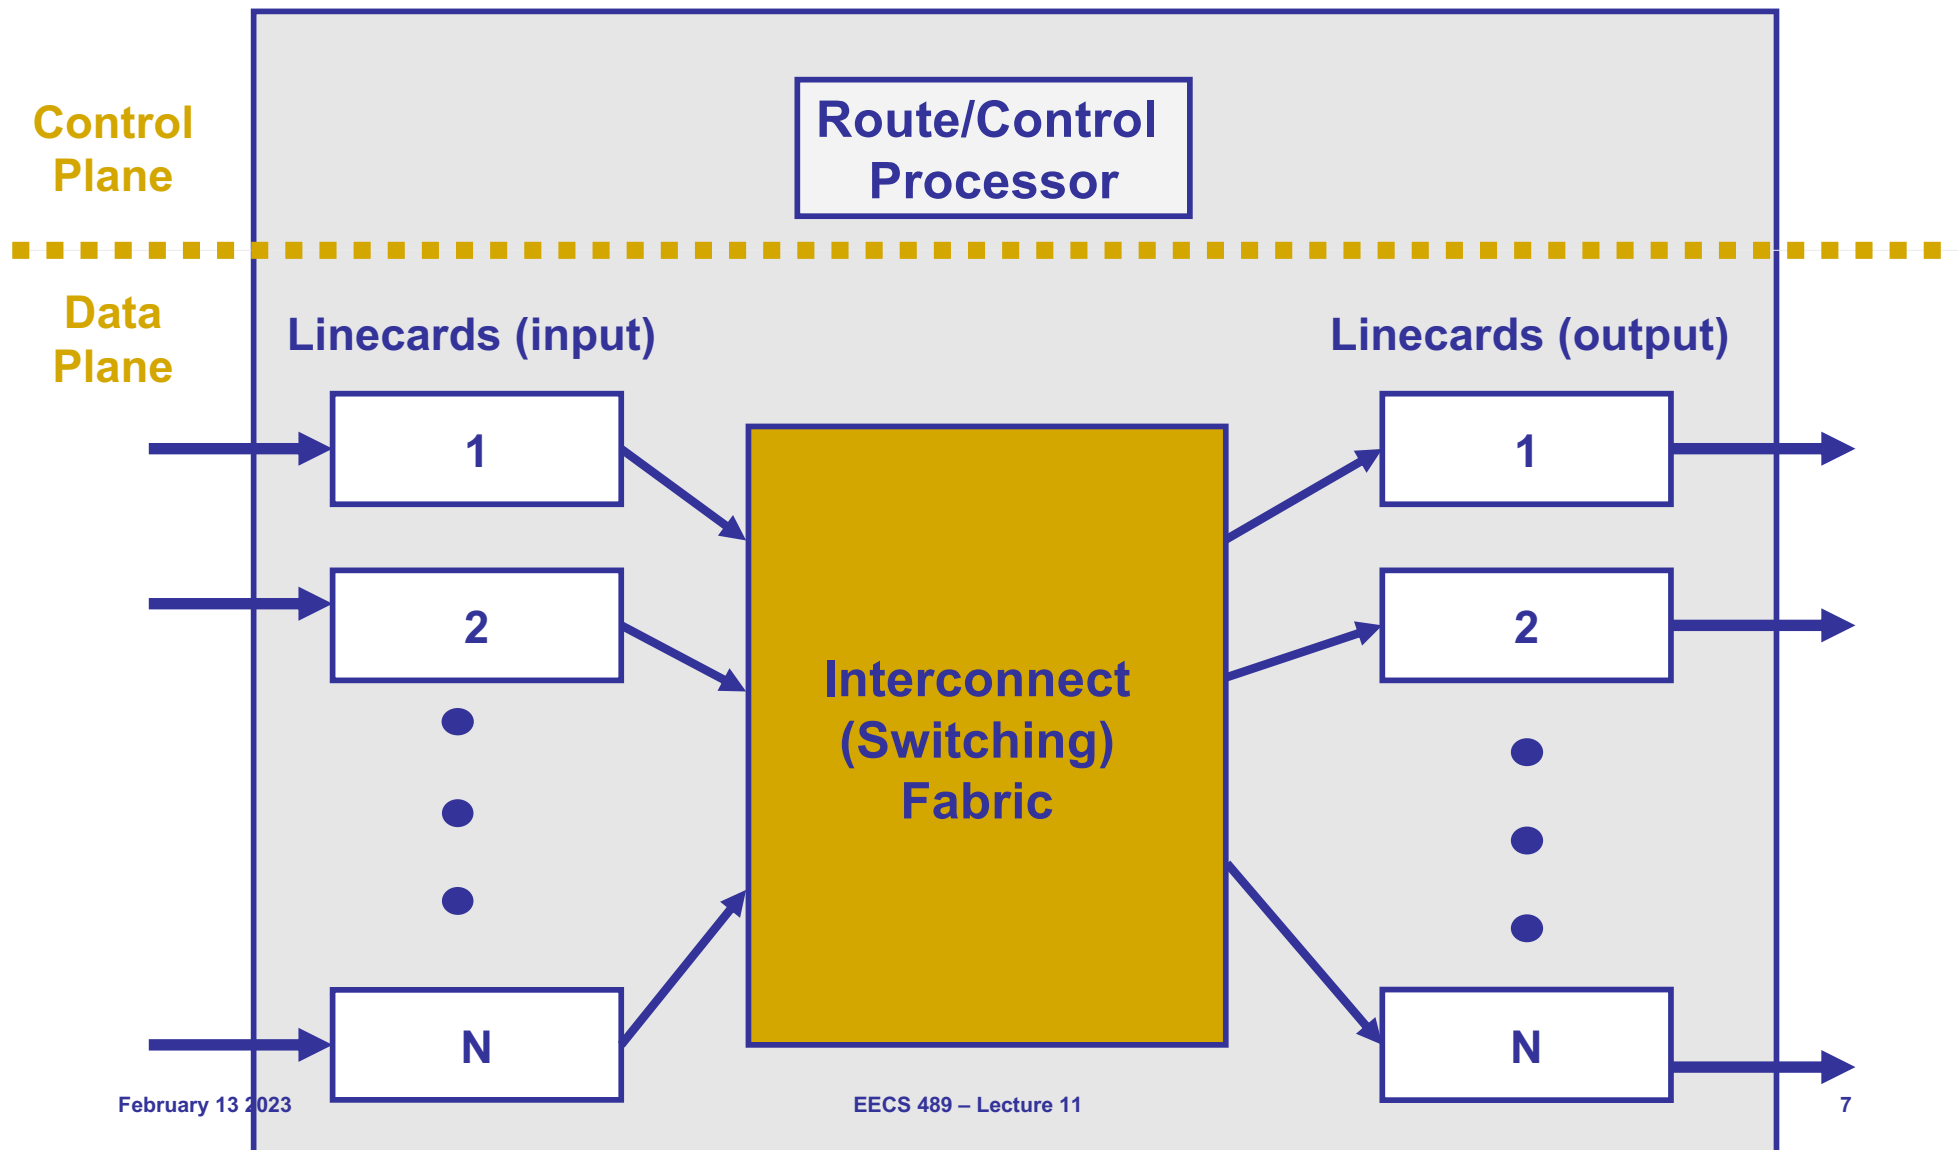 Control
Plane
Route/Control
Processor
Data
Plane
Linecards (input)
Linecards (output)
1
1
2
2
Interconnect
(Switching)
Fabric
N
N
February 13 2023
EECS 489 – Lecture 11
7